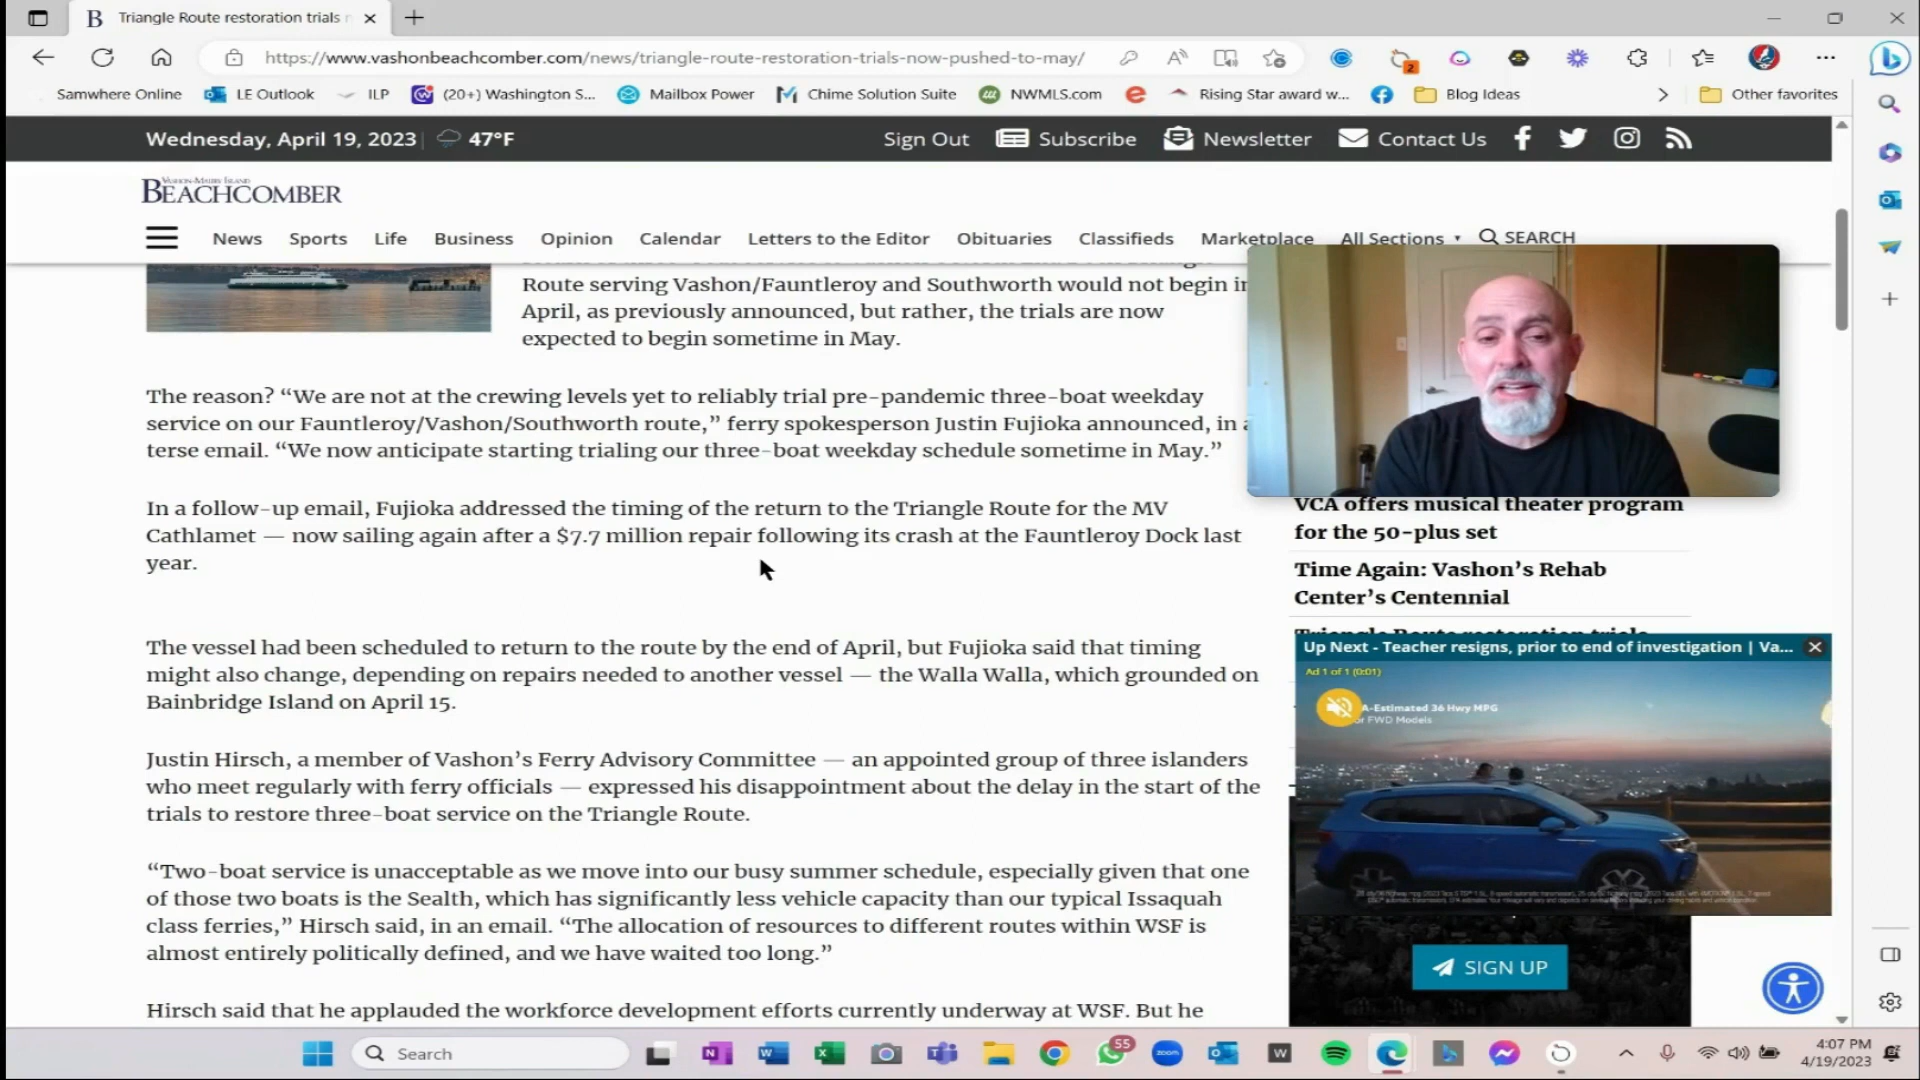 Triangle Route restoration trials
https://www.vashonbeachcomber.com/news/triangle-route-restoration-trials-now-pushed-to-may/
2
Samwhere Online
LE Outlook
ILP
(20+) Washington S...
Mailbox Power
Chime Solution Suite
NWMLS.com
Rising Star award w...
Blog Ideas
Other favorites
Wednesday, April 19, 2023
47°F
Sign Out
Subscribe
Newsletter
Contact Us
VASHON-MAURY ISLAND
BEACHCOMBER
News Sports Life Business Opinion Calendar Letters to the Editor Obituaries Classifieds Marketplace All Sections SEARCH
Route serving Vashon/Fauntleroy and Southworth would not begin in
April, as previously announced, but rather, the trials are now
expected to begin sometime in May.
The reason? “We are not at the crewing levels yet to reliably trial pre-pandemic three-boat weekday
service on our Fauntleroy/Vashon/Southworth route,” ferry spokesperson Justin Fujioka announced, in a
terse email. “We now anticipate starting trialing our three-boat weekday schedule sometime in May.”
In a follow-up email, Fujioka addressed the timing of the return to the Triangle Route for the MV
Cathlamet — now sailing again after a $7.7 million repair following its crash at the Fauntleroy Dock last
year.
The vessel had been scheduled to return to the route by the end of April, but Fujioka said that timing
might also change, depending on repairs needed to another vessel — the Walla Walla, which grounded on
Bainbridge Island on April 15.
Justin Hirsch, a member of Vashon’s Ferry Advisory Committee — an appointed group of three islanders
who meet regularly with ferry officials — expressed his disappointment about the delay in the start of the
trials to restore three-boat service on the Triangle Route.
“Two-boat service is unacceptable as we move into our busy summer schedule, especially given that one
of those two boats is the Sealth, which has significantly less vehicle capacity than our typical Issaquah
class ferries,” Hirsch said, in an email. “The allocation of resources to different routes within WSF is
almost entirely politically defined, and we have waited too long.”
Hirsch said that he applauded the workforce development efforts currently underway at WSF. But he
VCA offers musical theater program
for the 50-plus set
Time Again: Vashon’s Rehab
Center’s Centennial
Triangle Route restoration trials
Up Next - Teacher resigns, prior to end of investigation | Va...
Ad 1 of 1 (0:01)
A-Estimated 36 Hwy MPG
or FWD Models
SIGN UP
Search
55
zoom
4:07 PM
4/19/2023